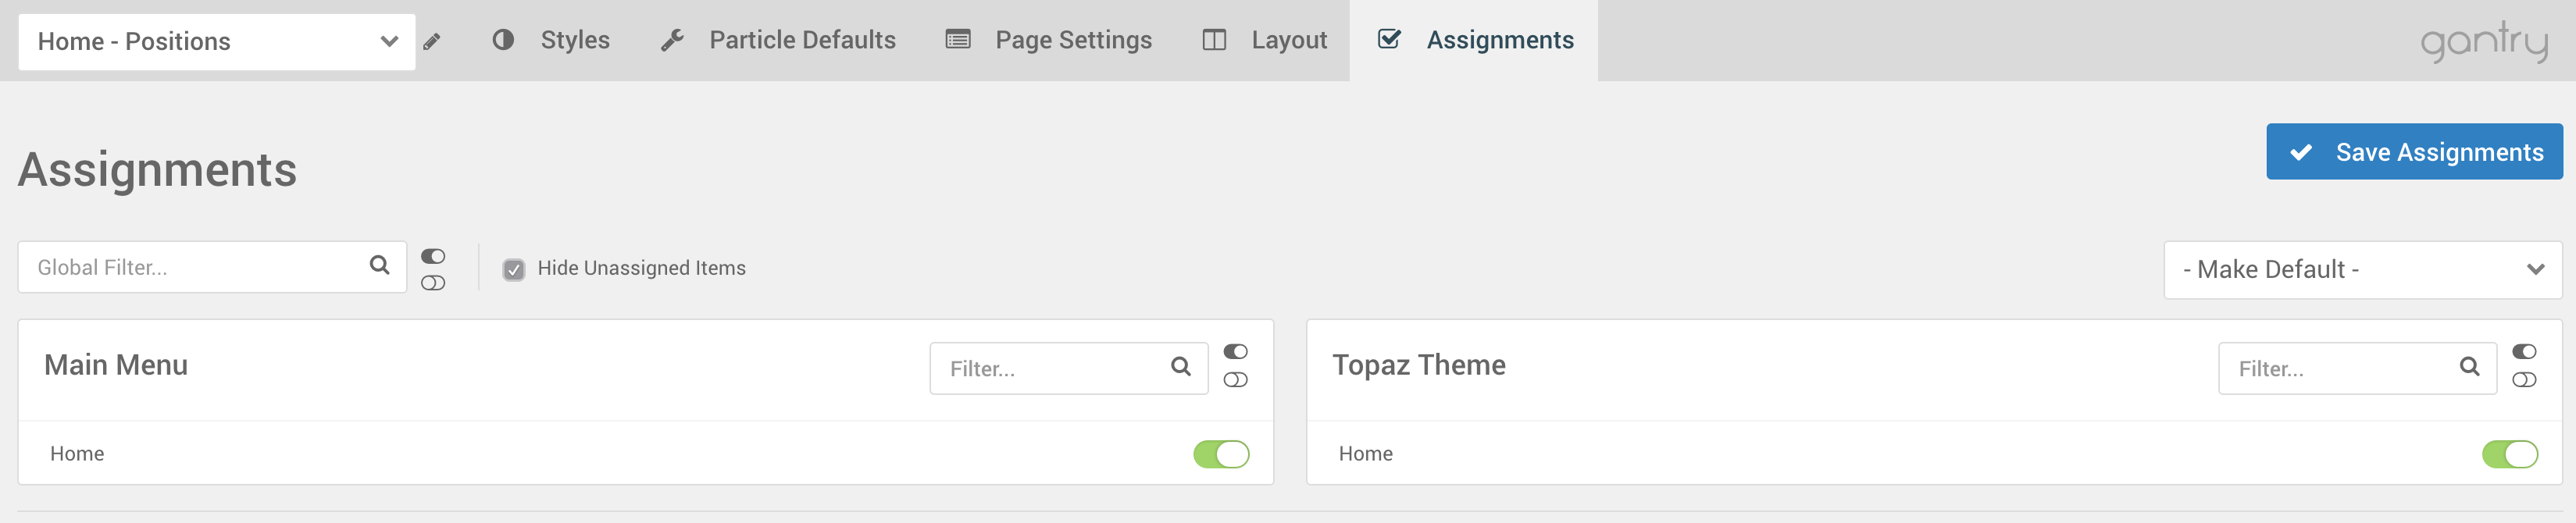 Home - Positions
Styles
Particle Defaults
Page Settings
Layout
Assignments
gantry
Assignments
Save Assignments
Global Filter...
Hide Unassigned Items
- Make Default -
Main Menu
Filter...
Home
Topaz Theme
Filter...
Home